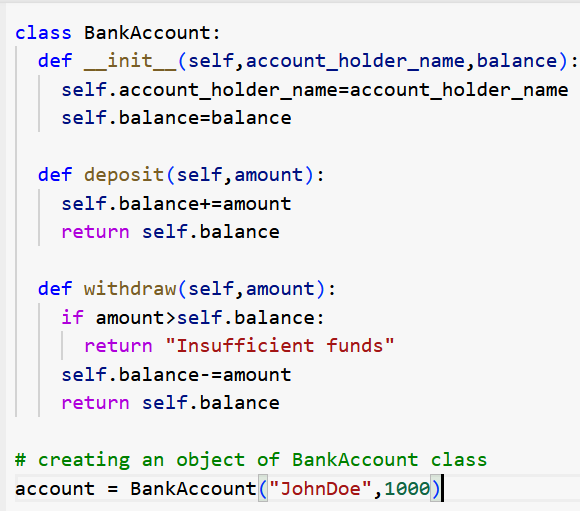 class BankAccount:
  def __init__(self,account_holder_name,balance):
    self.account_holder_name=account_holder_name
    self.balance=balance

  def deposit(self,amount):
    self.balance+=amount
    return self.balance

  def withdraw(self,amount):
    if amount>self.balance:
      return "Insufficient funds"
    self.balance-=amount
    return self.balance

# creating an object of BankAccount class
account = BankAccount("JohnDoe",1000)